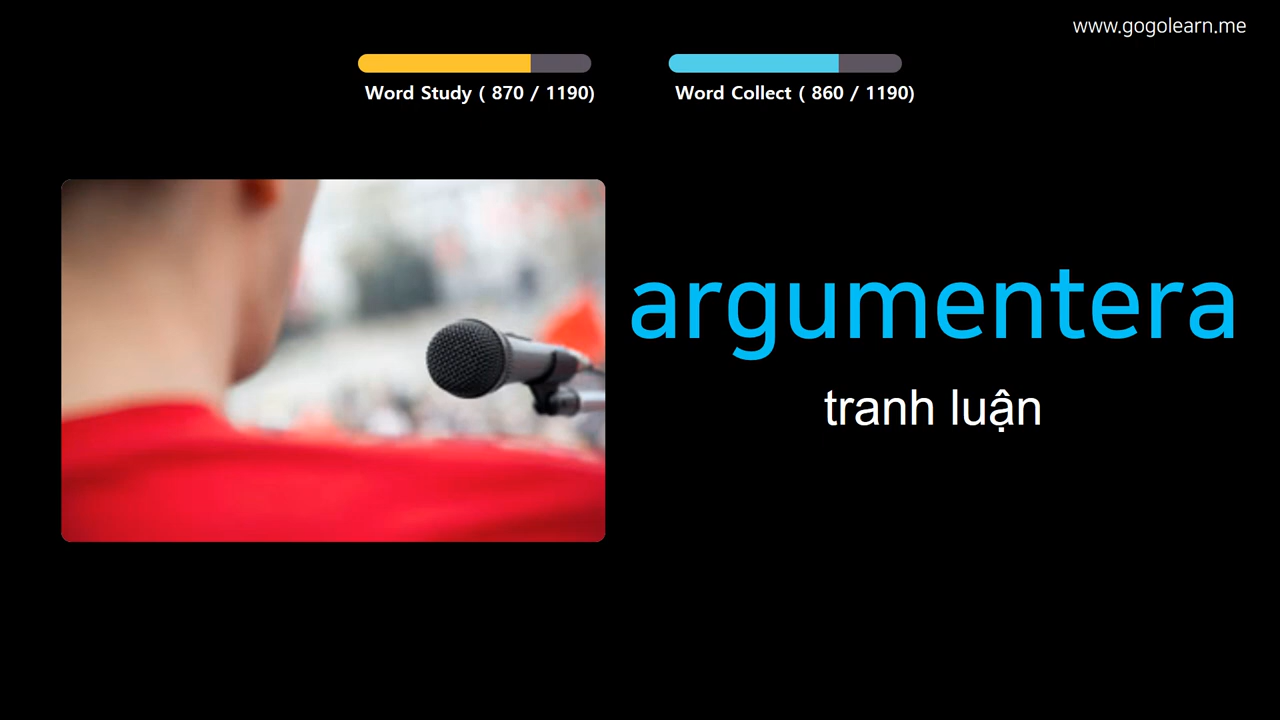 www.gogolearn.me
Word Study ( 870 / 1190)
Word Collect ( 860 / 1190)
argumentera
tranh luận